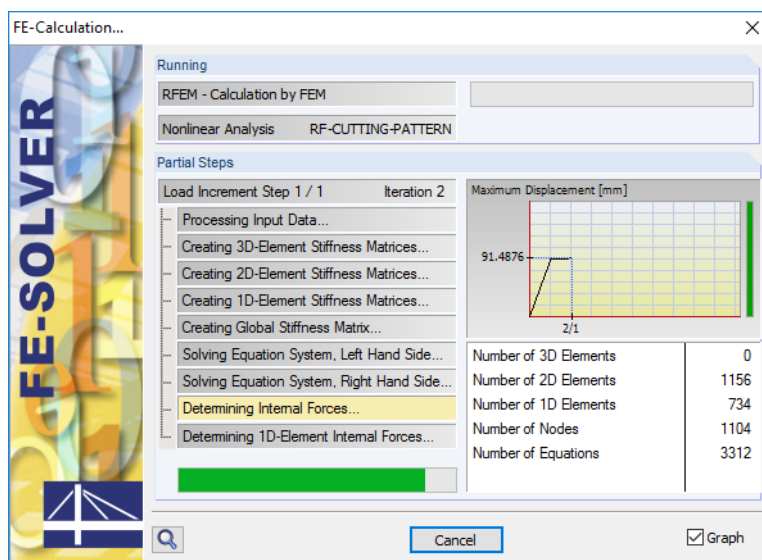 FE-Calculation...
FE-SOLVER
Running
RFEM - Calculation by FEM
Nonlinear Analysis RF-CUTTING-PATTERN
Partial Steps
Load Increment Step 1 / 1 Iteration 2
Processing Input Data...
Creating 3D-Element Stiffness Matrices...
Creating 2D-Element Stiffness Matrices...
Creating 1D-Element Stiffness Matrices...
Creating Global Stiffness Matrix...
Solving Equation System, Left Hand Side...
Solving Equation System, Right Hand Side...
Determining Internal Forces...
Determining 1D-Element Internal Forces...
Maximum Displacement [mm]
91.4876
2/1
Number of 3D Elements 0
Number of 2D Elements 1156
Number of 1D Elements 734
Number of Nodes 1104
Number of Equations 3312
Cancel
Graph